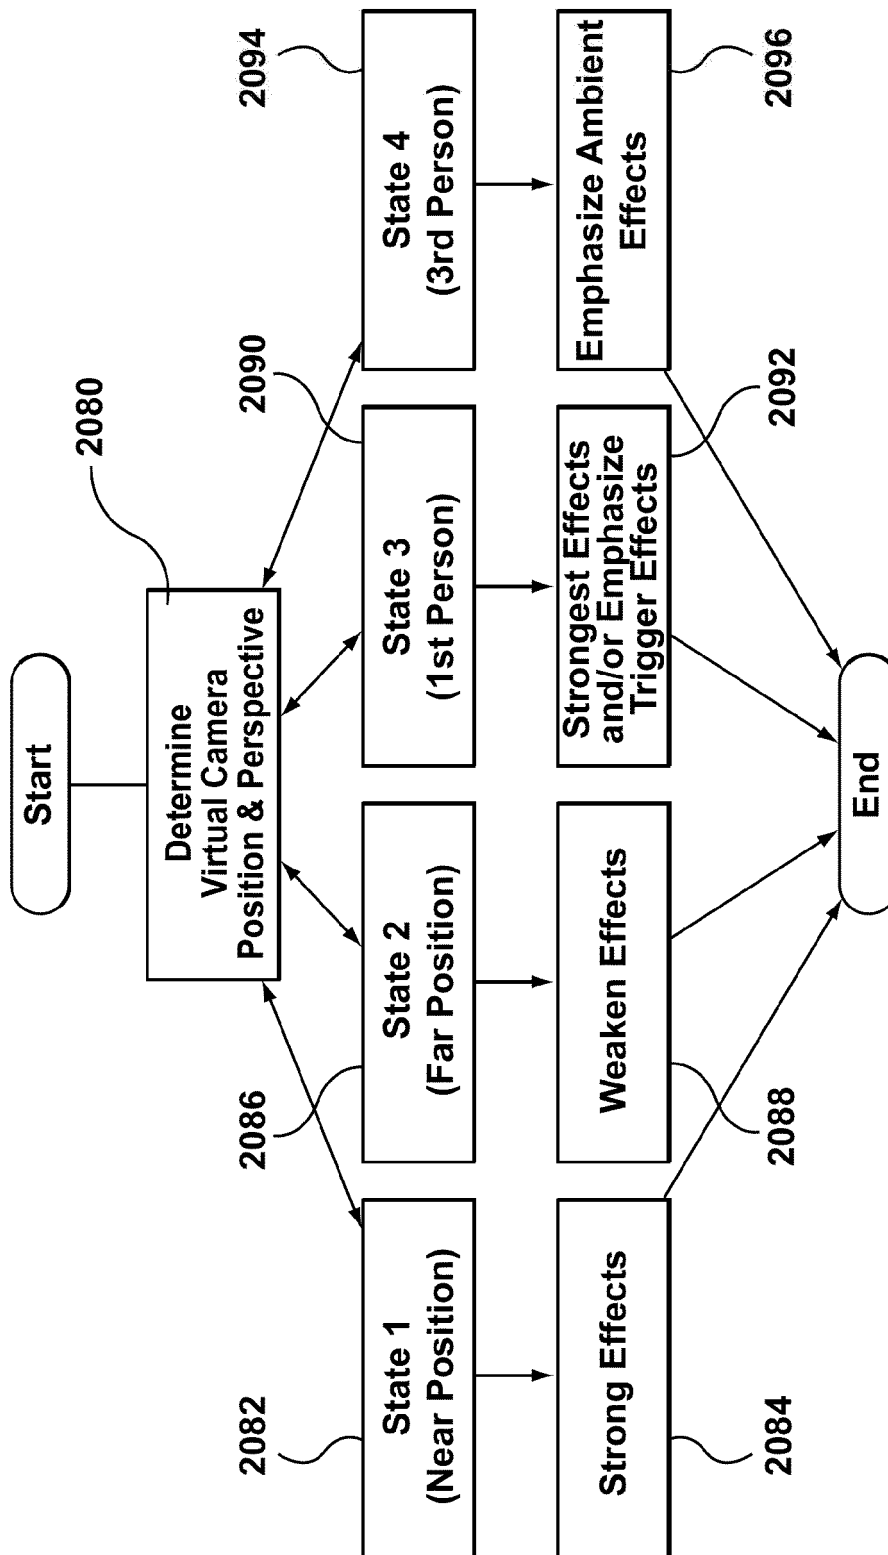 Start
2080
Determine
Virtual Camera
Position & Perspective
2082
State 1
(Near Position)
2086
State 2
(Far Position)
2090
State 3
(1st Person)
2094
State 4
(3rd Person)
Strong Effects
2084
Weaken Effects
2088
Strongest Effects
and/or Emphasize
Trigger Effects
2092
Emphasize Ambient
Effects
2096
End